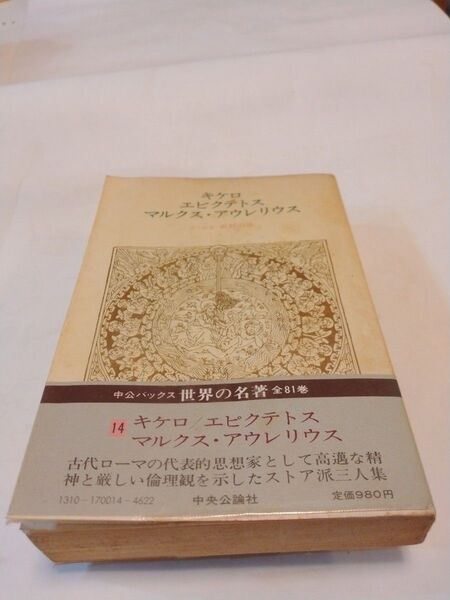 キケロ
エピクテトス
マルクス・アウレリウス
中公バックス 世界の名著 全81巻
14 キケロ/エピクテトス
マルクス・アウレリウス
古代ローマの代表的思想家として高邁な精
神と厳しい倫理観を示したストア派三人集
1310-170014-4622 中央公論社 定価980円